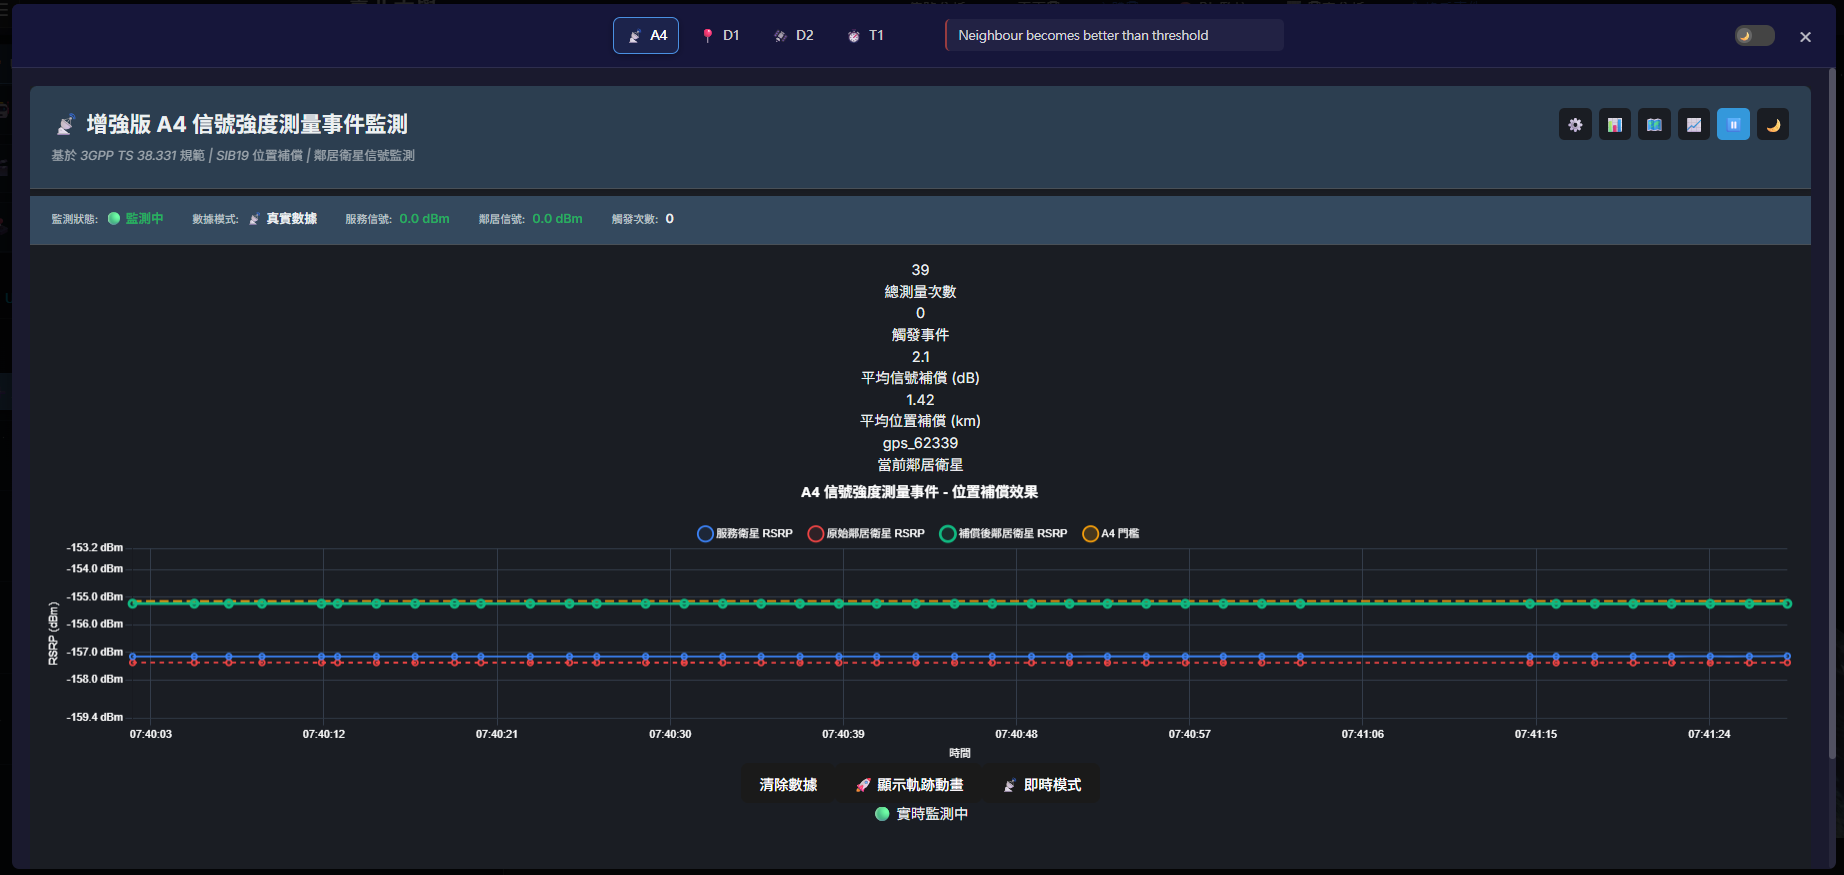 A4 D1 D2 T1 Neighbour becomes better than threshold
增強版 A4 信號強度測量事件監測
基於 3GPP TS 38.331 規範 | SIB19 位置補償 | 鄰居衛星信號監測
監測狀態: 監測中 數據模式: 真實數據 服務信號: 0.0 dBm 鄰居信號: 0.0 dBm 觸發次數: 0
39
總測量次數
0
觸發事件
2.1
平均信號補償 (dB)
1.42
平均位置補償 (km)
gps_62339
當前鄰居衛星
A4 信號強度測量事件 - 位置補償效果
服務衛星 RSRP 原始鄰居衛星 RSRP 補償後鄰居衛星 RSRP A4 門檻
-153.2 dBm
-154.0 dBm
-155.0 dBm
-156.0 dBm
-157.0 dBm
-158.0 dBm
-159.4 dBm
RSRP (dBm)
07:40:03 07:40:12 07:40:21 07:40:30 07:40:39 07:40:48 07:40:57 07:41:06 07:41:15 07:41:24
時間
清除數據 顯示軌跡動畫 即時模式
實時監測中